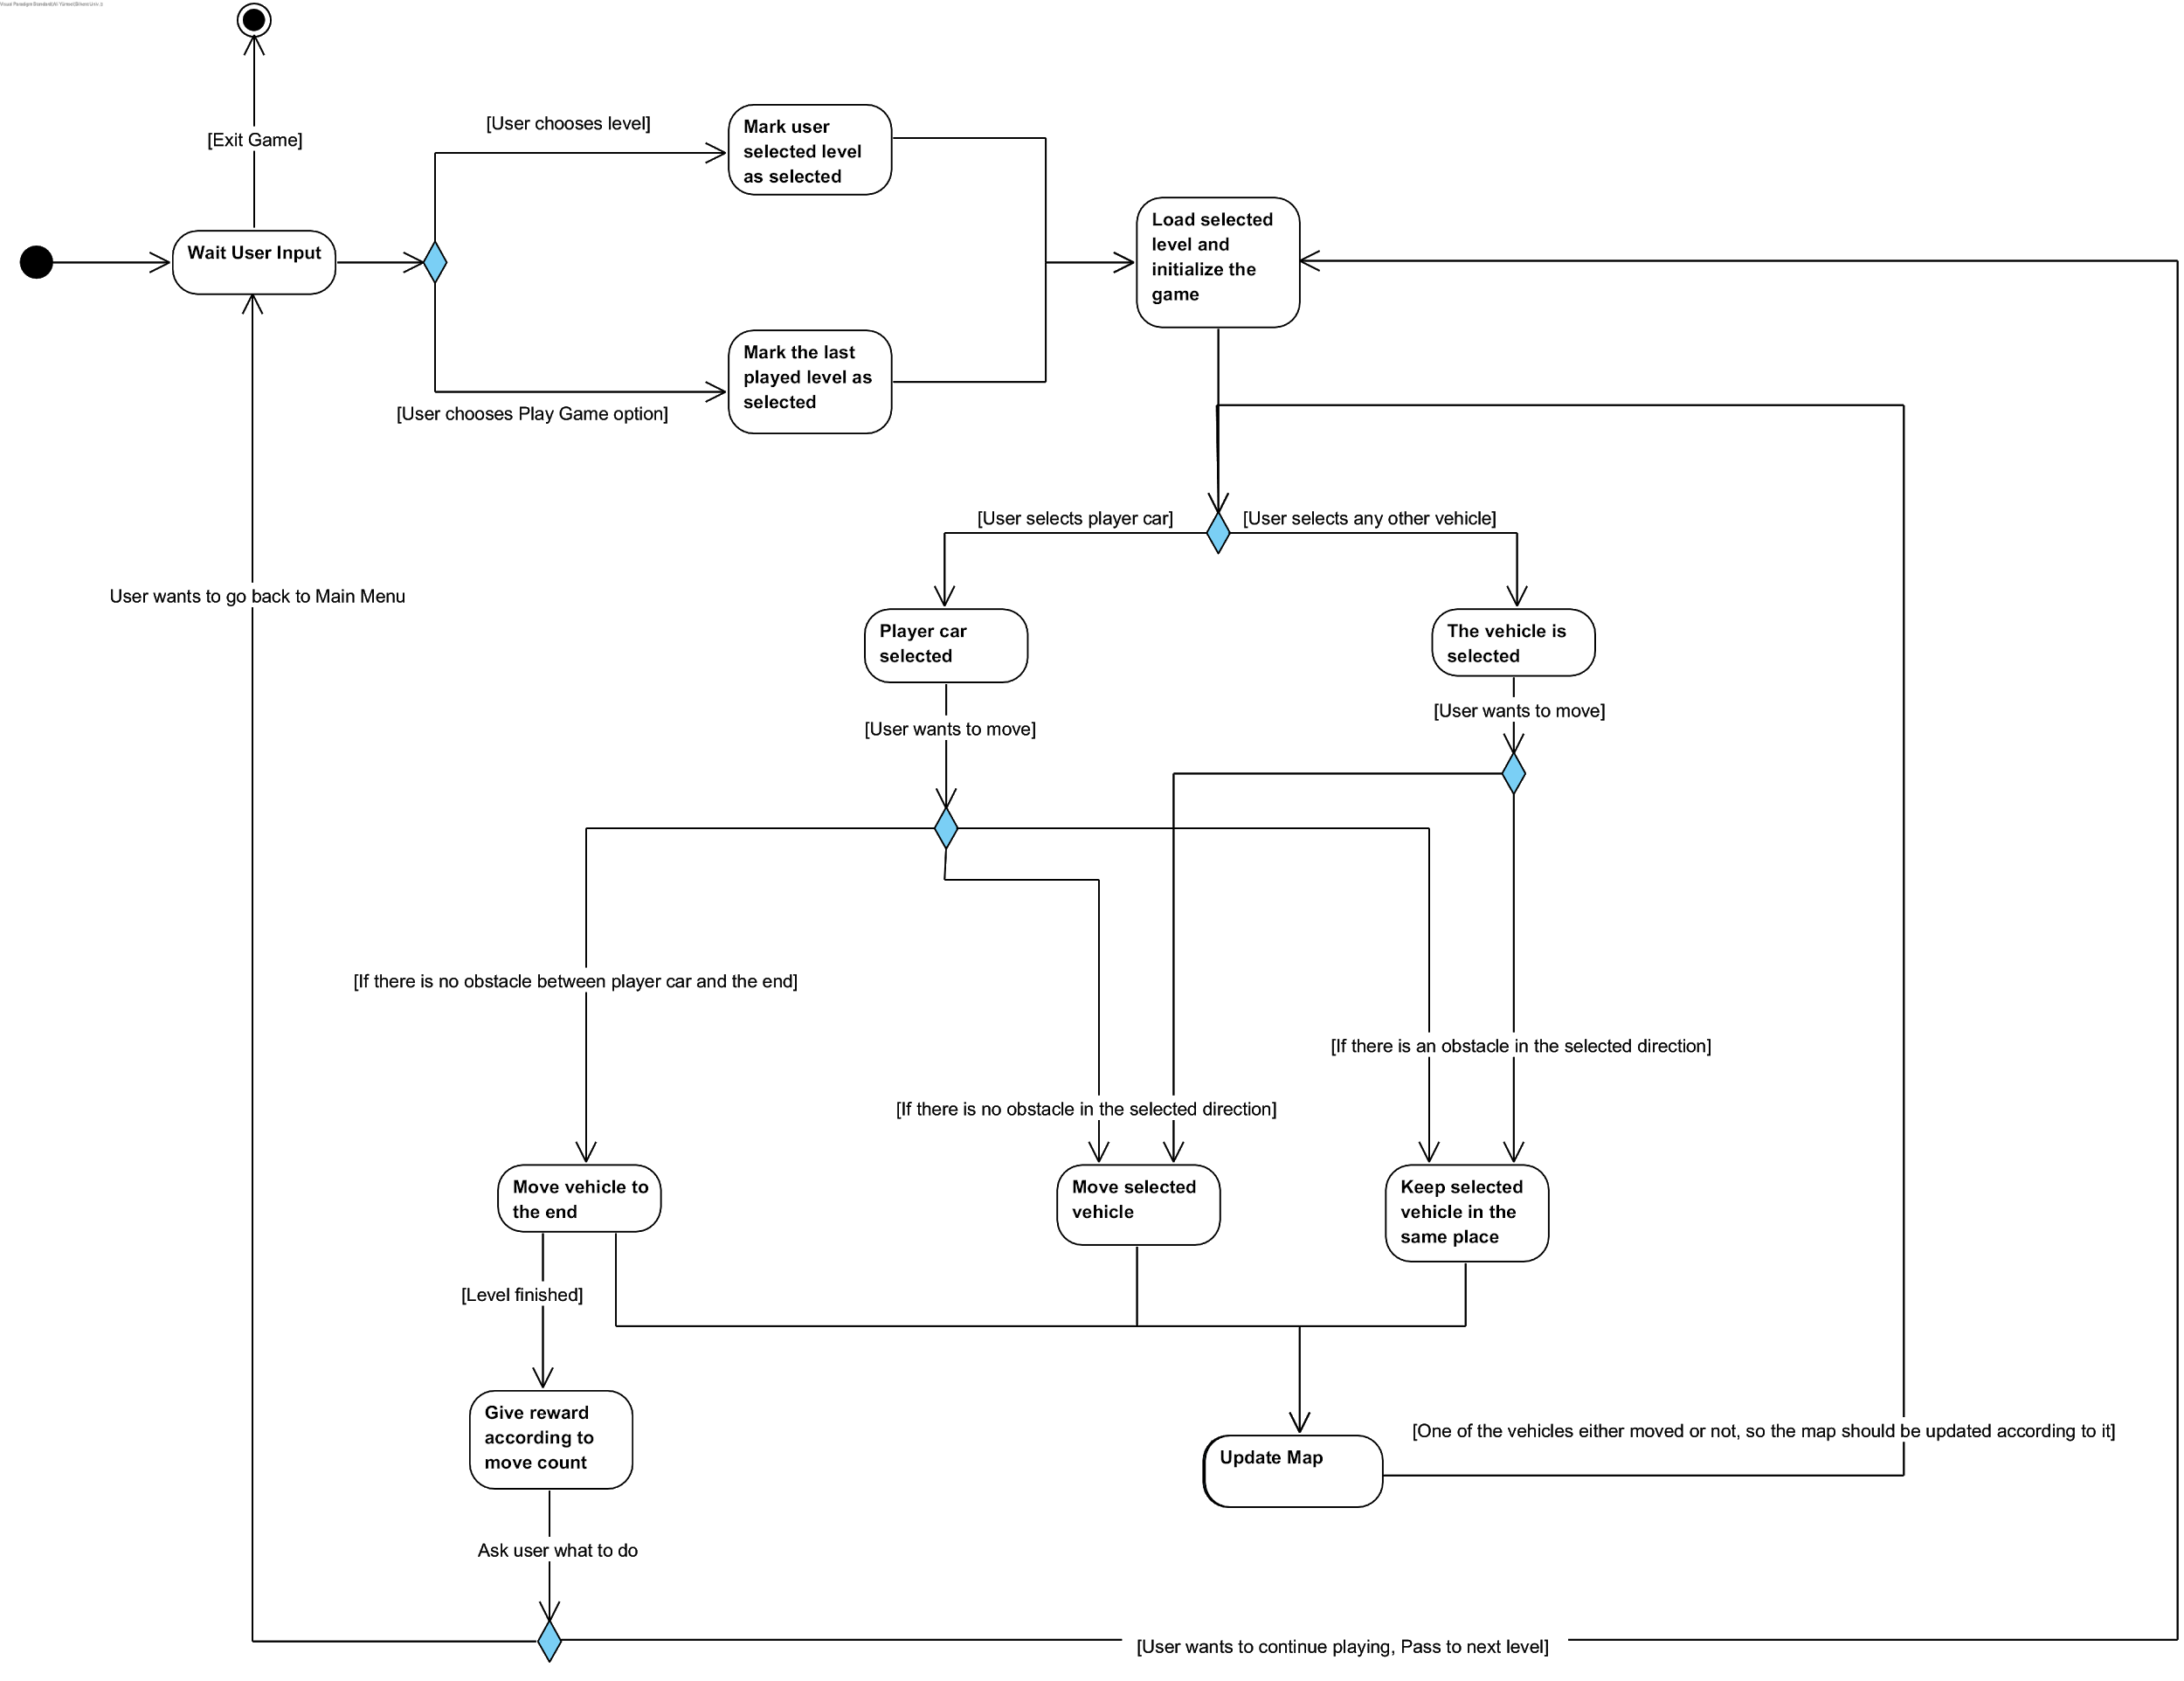 [Exit Game]
[User chooses level]
Mark user
selected level
as selected
Load selected
level and
initialize the
game
Wait User Input
Mark the last
played level as
selected
[User chooses Play Game option]
[User selects player car]
[User selects any other vehicle]
User wants to go back to Main Menu
Player car
selected
The vehicle is
selected
[User wants to move]
[User wants to move]
[If there is no obstacle between player car and the end]
[If there is an obstacle in the selected direction]
[If there is no obstacle in the selected direction]
Move vehicle to
the end
Move selected
vehicle
Keep selected
vehicle in the
same place
[Level finished]
Give reward
according to
move count
[One of the vehicles either moved or not, so the map should be updated according to it]
Update Map
Ask user what to do
[User wants to continue playing, Pass to next level]